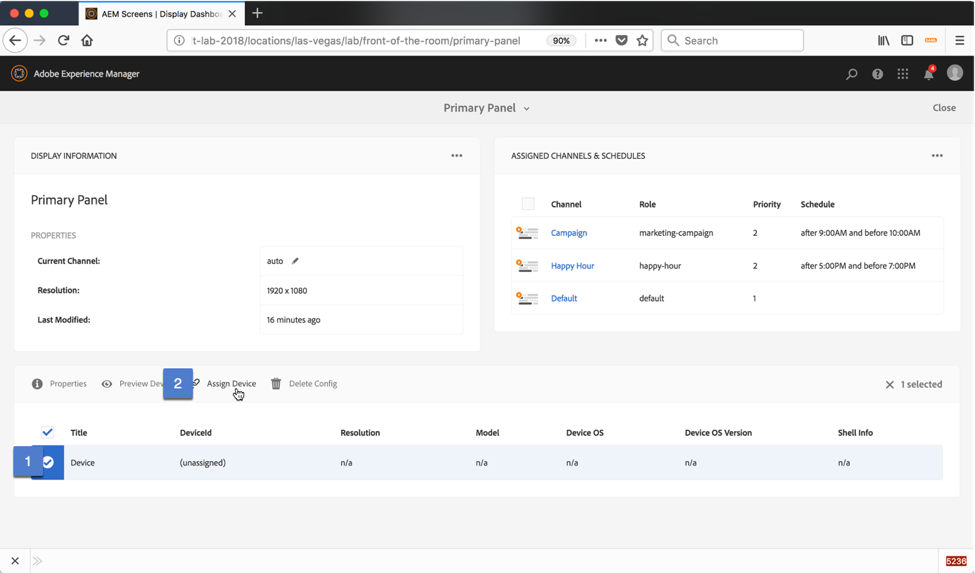 AEM Screens | Display Dashbo
t-lab-2018/locations/las-vegas/lab/front-of-the-room/primary-panel
90%
Search
Adobe Experience Manager
4
Primary Panel
Close
DISPLAY INFORMATION
Primary Panel
PROPERTIES
Current Channel: auto
Resolution: 1920 x 1080
Last Modified: 16 minutes ago
ASSIGNED CHANNELS & SCHEDULES
Channel Role Priority Schedule
Campaign marketing-campaign 2 after 9:00AM and before 10:00AM
Happy Hour happy-hour 2 after 5:00PM and before 7:00PM
Default default 1
Properties Preview Dev 2 Assign Device Delete Config 1 selected
Title DeviceId Resolution Model Device OS Device OS Version Shell Info
1 Device (unassigned) n/a n/a n/a n/a n/a
5236